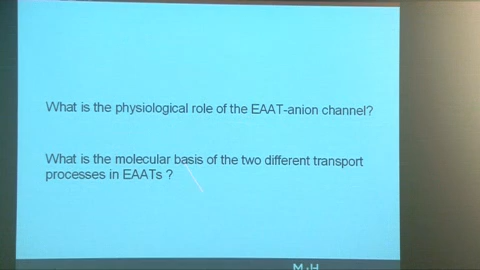 What is the physiological role of the EAAT-anion channel?
What is the molecular basis of the two different transport
processes in EAATs ?